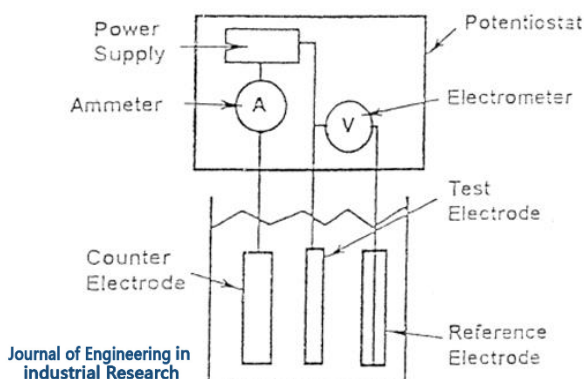 Power
Supply
Potentiostat
Ammeter
A
Electrometer
V
Test
Electrode
Counter
Electrode
Reference
Electrode
Journal of Engineering in
industrial Research